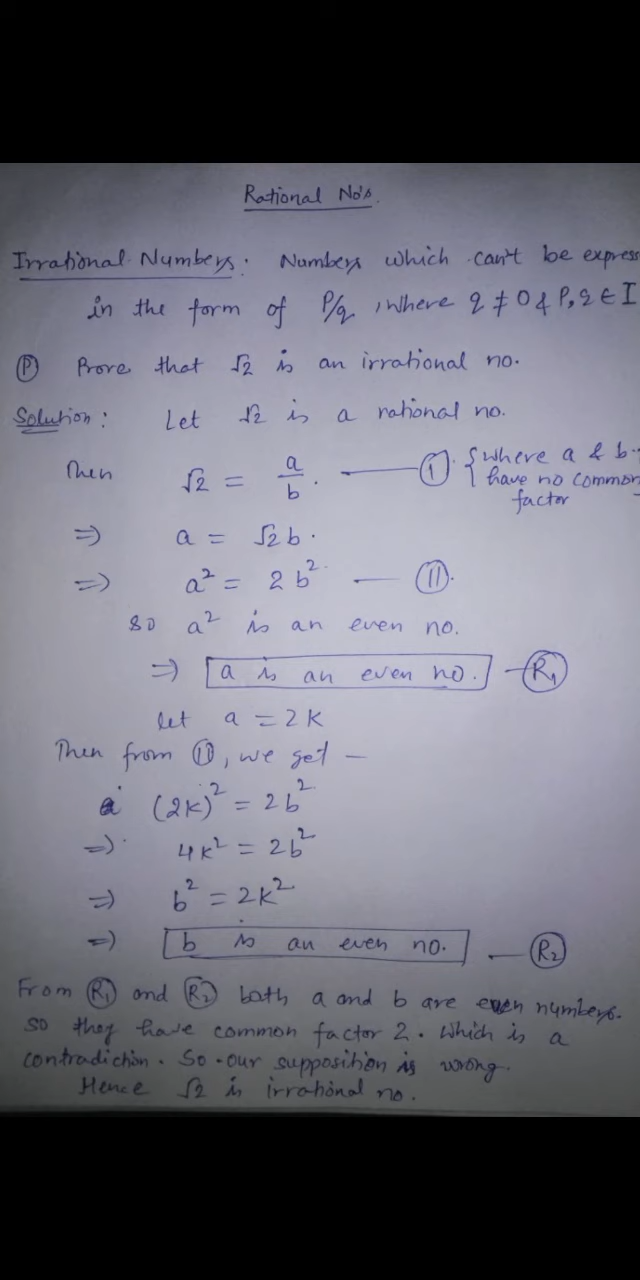 Rational No's.
Irrational Numbers: Numbers which can't be express
in the form of P/q, where q ≠ 0 & P, q ∈ I
Ⓟ Prove that √2 is an irrational no.
Solution: Let √2 is a rational no.
Then √2 = a/b. — Ⓘ {where a & b.
have no common
factor
=) a = √2 b.
=) a² = 2b² — ⓘⓘ.
so a² is an even no.
=) a is an even no. — R₁
let a = 2K
Then from ⓘⓘ, we get —
(2K)² = 2b²
=) 4K² = 2b²
=) b² = 2K²
=) b is an even no. — R₂
From R₁ and R₂ both a and b are even numbers.
so they have common factor 2. Which is a
contradiction. So our supposition is wrong.
Hence √2 is irrational no.